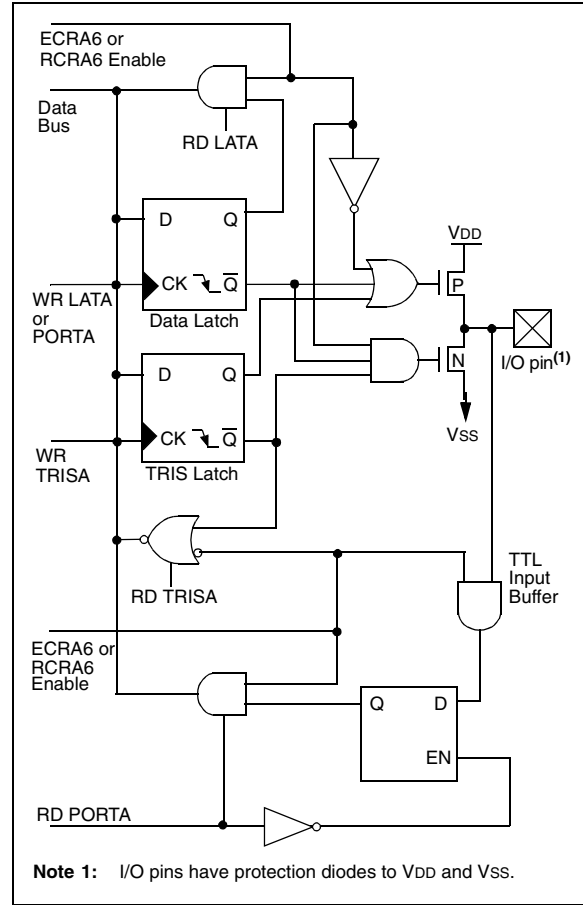 ECRA6 or
RCRA6 Enable
Data
Bus
RD LATA
D Q
VDD
WR LATA
or
PORTA
CK Q
Data Latch
P
N
I/O pin(1)
D Q
WR
TRISA
CK Q
TRIS Latch
VSS
TTL
Input
Buffer
RD TRISA
ECRA6 or
RCRA6
Enable
Q D
EN
RD PORTA
Note 1: I/O pins have protection diodes to VDD and VSS.